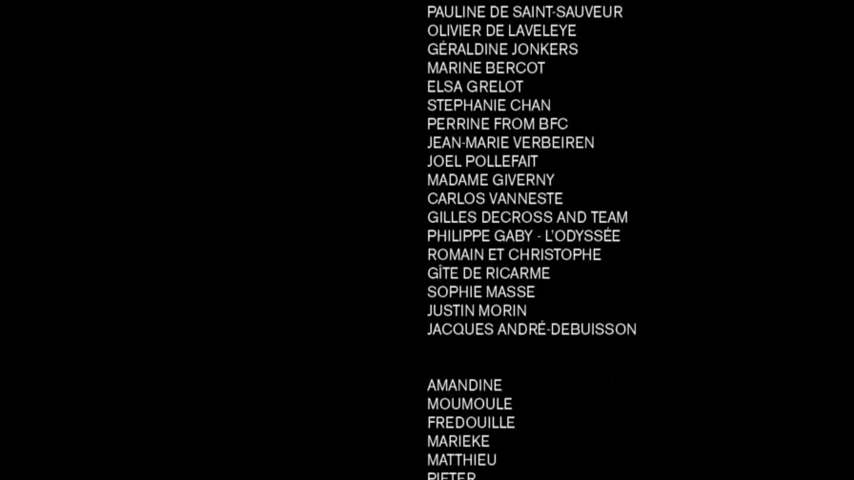 PAULINE DE SAINT-SAUVEUR
OLIVIER DE LAVELEYE
GÉRALDINE JONKERS
MARINE BERCOT
ELSA GRELOT
STEPHANIE CHAN
PERRINE FROM BFC
JEAN-MARIE VERBEIREN
JOEL POLLEFAIT
MADAME GIVERNY
CARLOS VANNESTE
GILLES DECROSS AND TEAM
PHILIPPE GABY - L'ODYSSÉE
ROMAIN ET CHRISTOPHE
GÎTE DE RICARME
SOPHIE MASSE
JUSTIN MORIN
JACQUES ANDRÉ-DEBUISSON
AMANDINE
MOUMOULE
FREDOUILLE
MARIEKE
MATTHIEU
PIETER